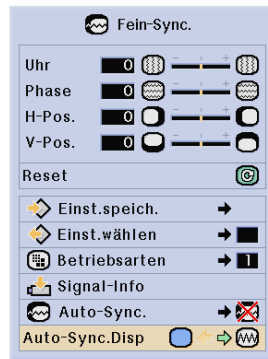 Fein-Sync.
Uhr 0
Phase 0
H-Pos. 0
V-Pos. 0
Reset
Einst.speich.
Einst.wählen
Betriebsarten 1
Signal-Info
Auto-Sync.
Auto-Sync.Disp